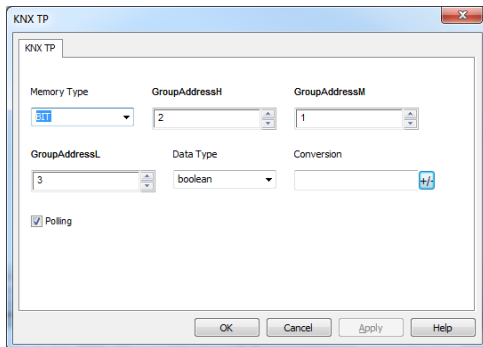 KNX TP
KNX TP
Memory Type GroupAddressH GroupAddressM
BIT 2 1
GroupAddressL Data Type Conversion
3 boolean +/-
Polling
OK Cancel Apply Help